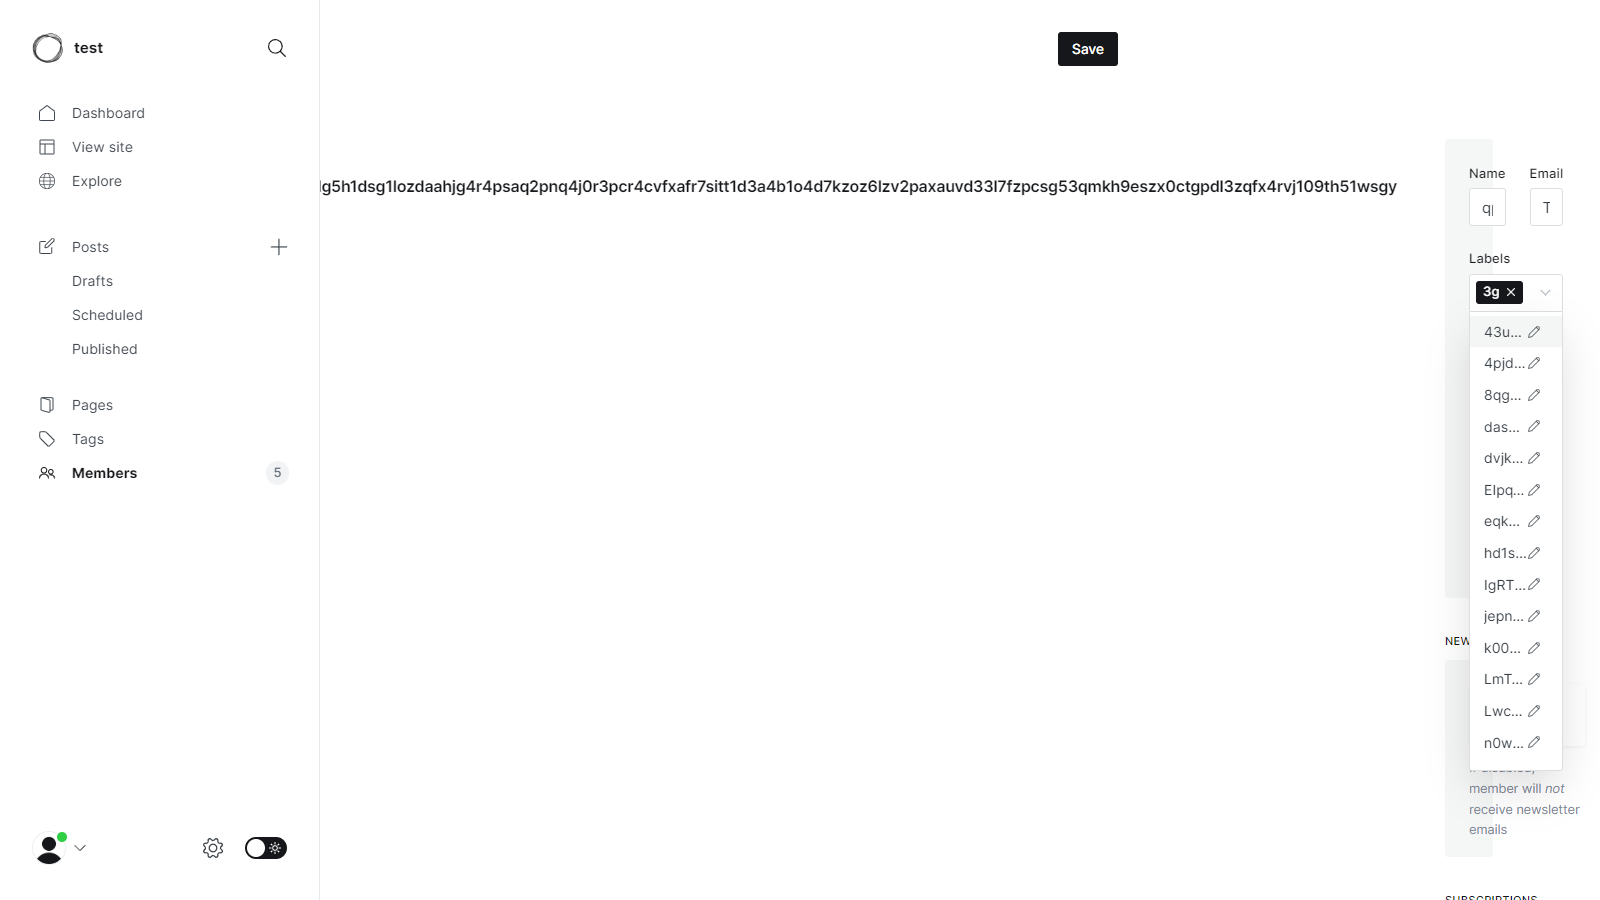 test
Save
Dashboard
View site
Explore
lg5h1dsg1lozdaahjg4r4psaq2pnq4j0r3pcr4cvfxafr7sitt1d3a4b1o4d7kzoz6lzv2paxauvd33l7fzpcsg53qmkh9eszx0ctgpdl3zqfx4rvj109th51wsgy
Name
Email
T
Labels
3g
Posts
Drafts
Scheduled
Published
Pages
Tags
Members
5
43u...
4pjd...
8qg...
das...
dvjk...
Elpq...
eqk...
hd1s...
IgRT...
jepn...
k00...
LmT...
Lwc...
n0w...
NEW
member will not
receive newsletter
emails
SUBSCRIPTIONS